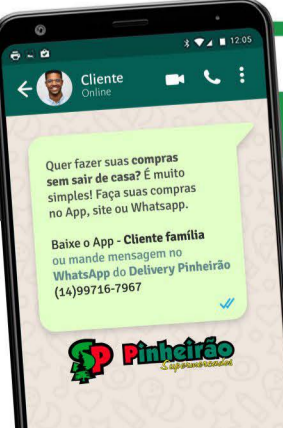 12:05
Cliente
Online
Quer fazer suas compras
sem sair de casa? É muito
simples! Faça suas compras
no App, site ou Whatsapp.
Baixe o App - Cliente família
ou mande mensagem no
WhatsApp do Delivery Pinheirão
(14)99716-7967
SP Pinheirão
Supermercados